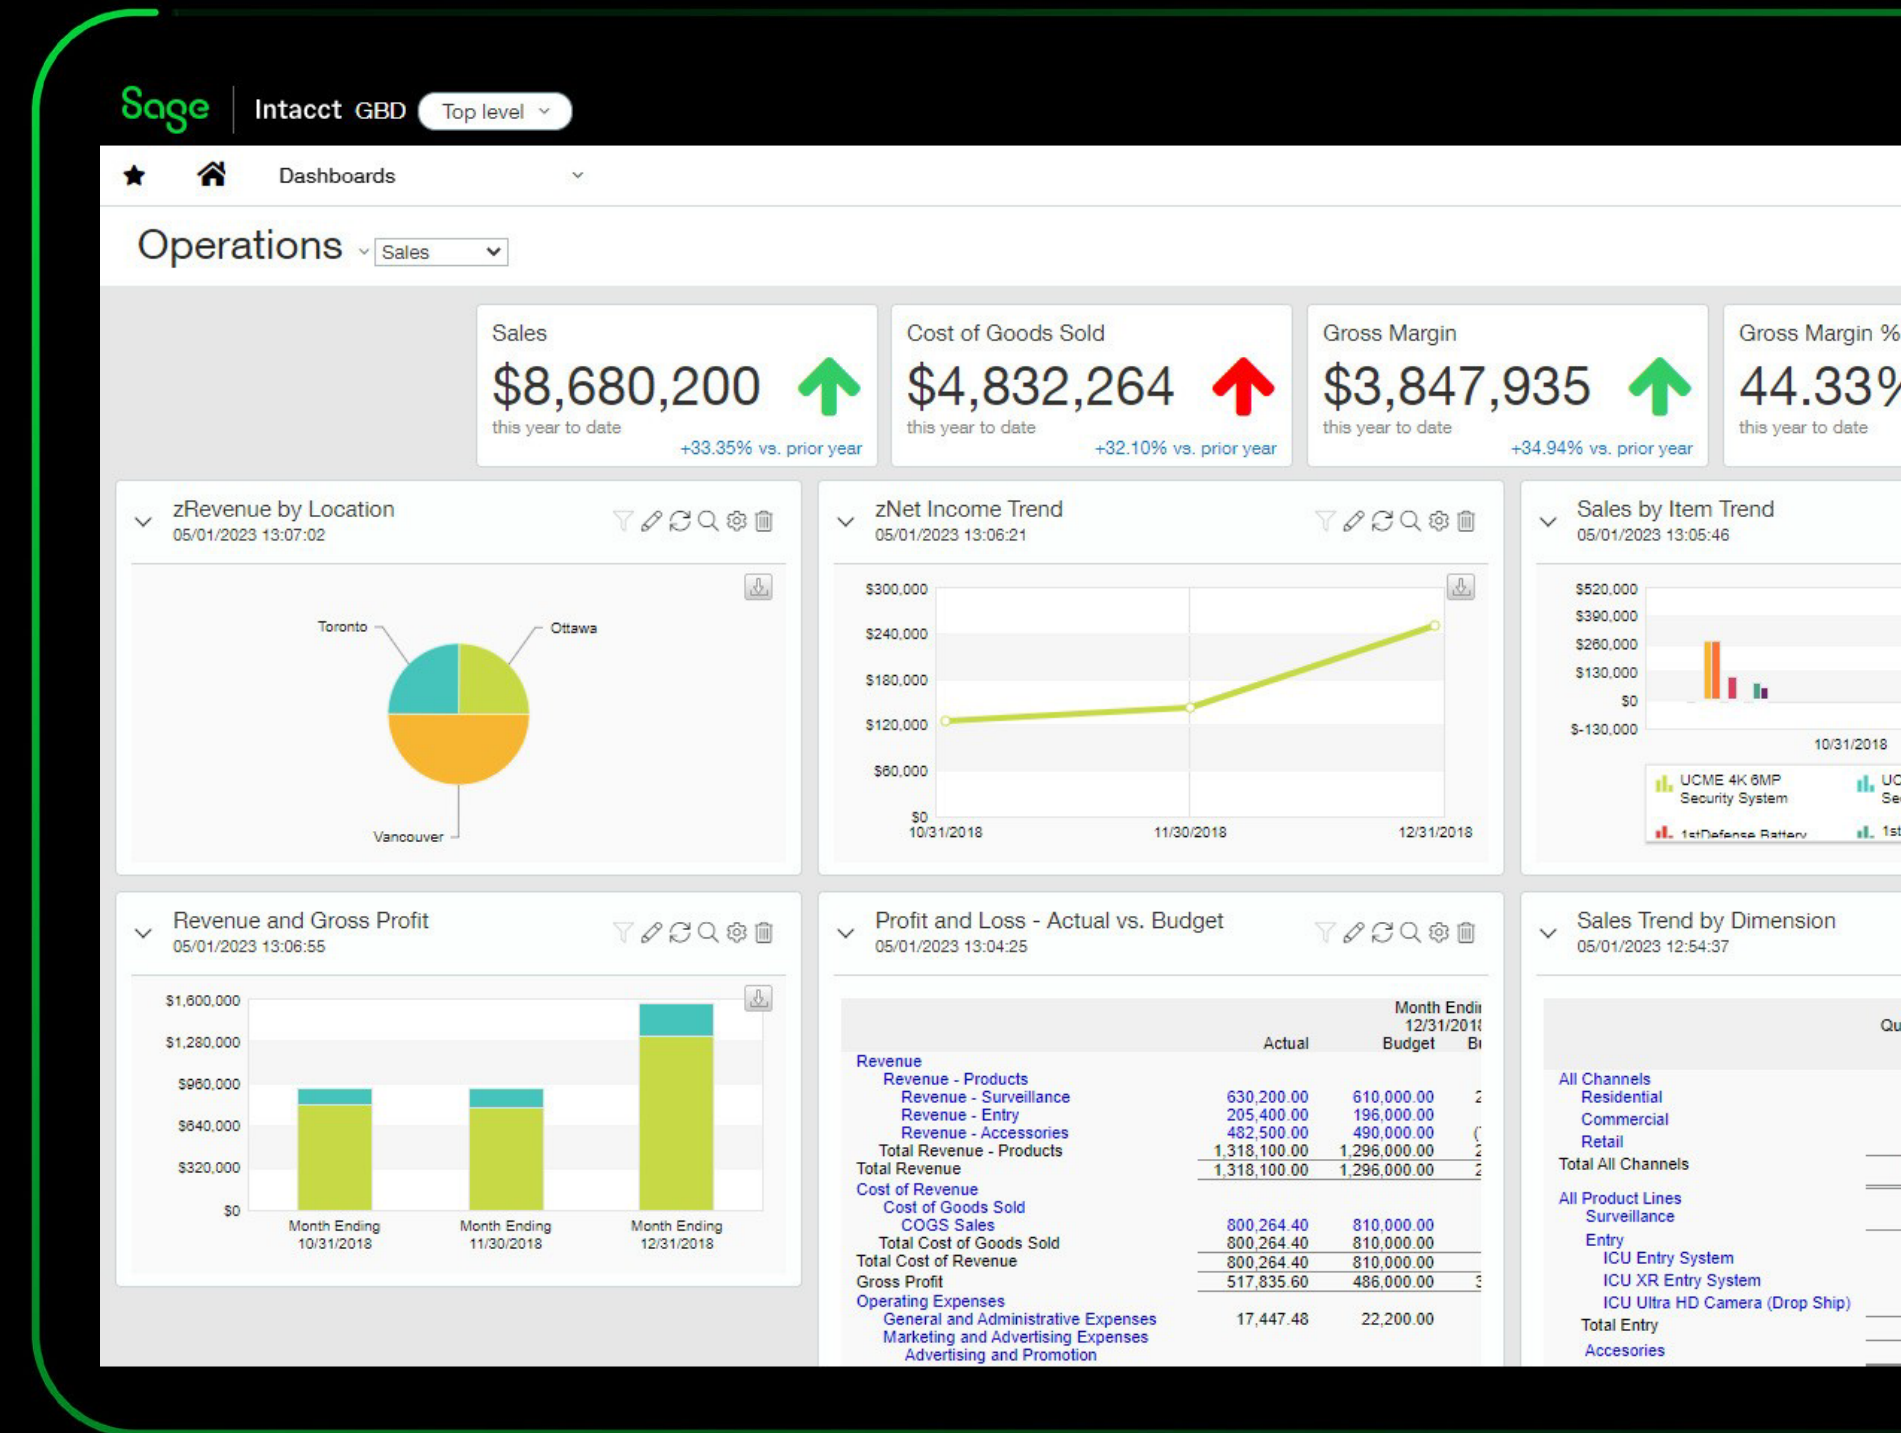 Sage Intacct GBD Top level
Dashboards
Operations Sales
Sales
$8,680,200
this year to date
+33.35% vs. prior year
Cost of Goods Sold
$4,832,264
this year to date
+32.10% vs. prior year
Gross Margin
$3,847,935
this year to date
+34.94% vs. prior year
Gross Margin %
44.33%
this year to date
zRevenue by Location
05/01/2023 13:07:02
Toronto
Ottawa
Vancouver
zNet Income Trend
05/01/2023 13:06:21
$300,000
$240,000
$180,000
$120,000
$60,000
$0
10/31/2018 11/30/2018 12/31/2018
Sales by Item Trend
05/01/2023 13:05:46
$520,000
$390,000
$260,000
$130,000
$0
$-130,000
10/31/2018
UCME 4K 6MP
Security System
1stDefense Battery
Revenue and Gross Profit
05/01/2023 13:06:55
$1,600,000
$1,280,000
$960,000
$640,000
$320,000
$0
Month Ending Month Ending Month Ending
10/31/2018 11/30/2018 12/31/2018
Profit and Loss - Actual vs. Budget
05/01/2023 13:04:25
Month
12/31/2018
Actual Budget
Revenue
Revenue - Products
Revenue - Surveillance 630,200.00 610,000.00
Revenue - Entry 205,400.00 196,000.00
Revenue - Accessories 482,500.00 490,000.00
Total Revenue - Products 1,318,100.00 1,296,000.00
Total Revenue 1,318,100.00 1,296,000.00
Cost of Revenue
Cost of Goods Sold
COGS Sales 800,264.40 810,000.00
Total Cost of Goods Sold 800,264.40 810,000.00
Total Cost of Revenue 800,264.40 810,000.00
Gross Profit 517,835.60 486,000.00
Operating Expenses
General and Administrative Expenses 17,447.48 22,200.00
Marketing and Advertising Expenses
Advertising and Promotion
Sales Trend by Dimension
05/01/2023 12:54:37
All Channels
Residential
Commercial
Retail
Total All Channels
All Product Lines
Surveillance
Entry
ICU Entry System
ICU XR Entry System
ICU Ultra HD Camera (Drop Ship)
Total Entry
Accesories